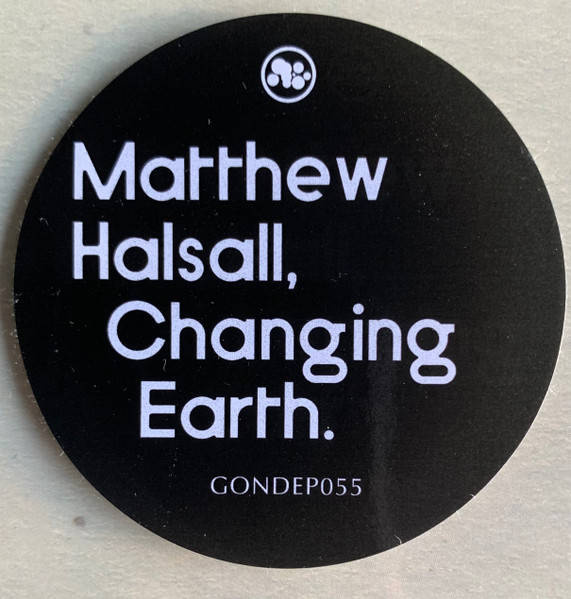 Matthew
Halsall,
Changing
Earth.
GONDEP055